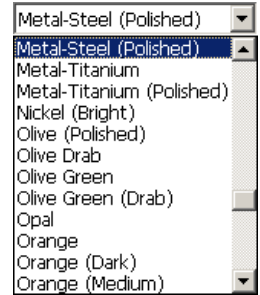 Metal-Steel (Polished)
Metal-Steel (Polished)
Metal-Titanium
Metal-Titanium (Polished)
Nickel (Bright)
Olive (Polished)
Olive Drab
Olive Green
Olive Green (Drab)
Opal
Orange
Orange (Dark)
Orange (Medium)